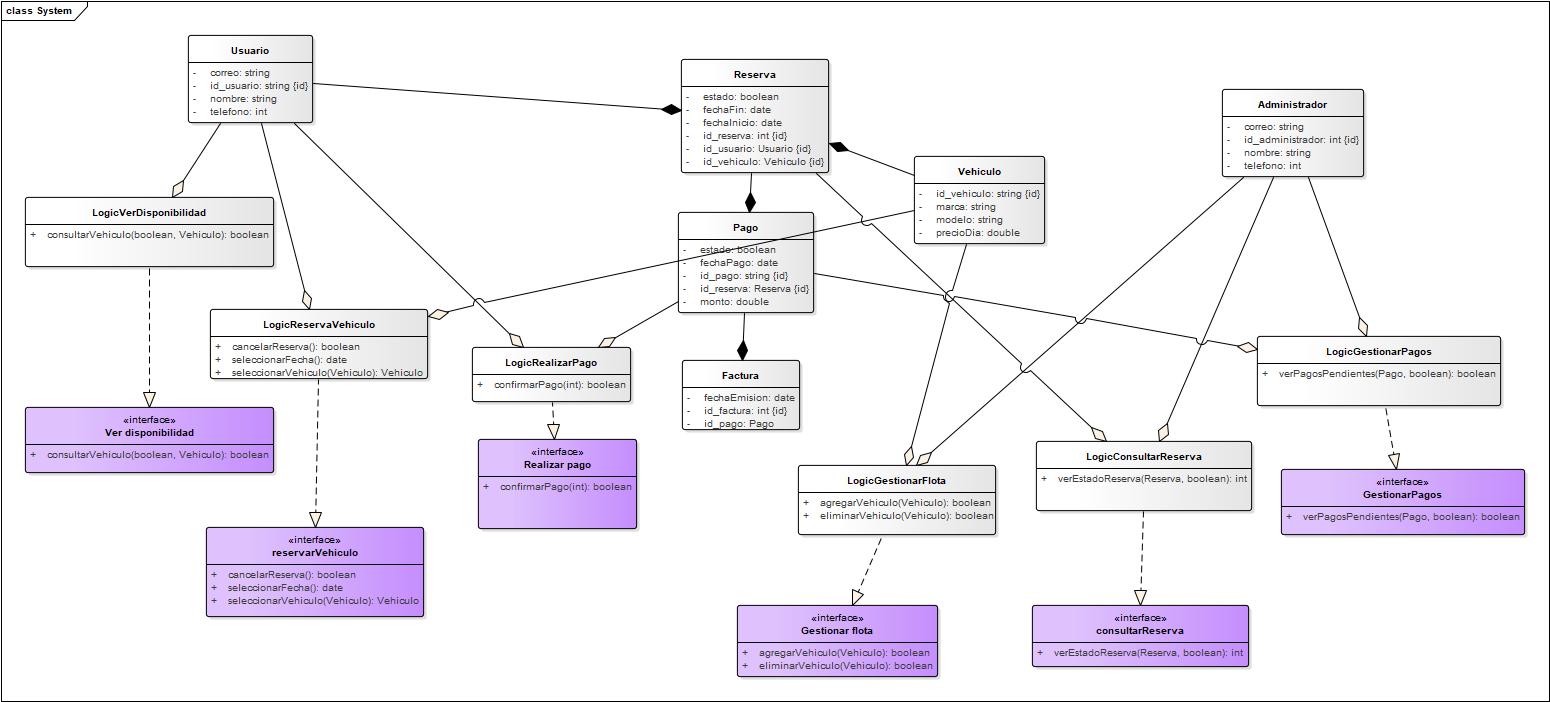 class System
Usuario
- correo: string
- id_usuario: string {id}
- nombre: string
- telefono: int
Reserva
- estado: boolean
- fechaFin: date
- fechaInicio: date
- id_reserva: int {id}
- id_usuario: Usuario {id}
- id_vehiculo: Vehiculo {id}
Administrador
- correo: string
- id_administrador: int {id}
- nombre: string
- telefono: int
Vehiculo
- id_vehiculo: string {id}
- marca: string
- modelo: string
- precioDia: double
LogicVerDisponibilidad
+ consultarVehiculo(boolean, Vehiculo): boolean
Pago
- estado: boolean
- fechaPago: date
- id_pago: string {id}
- id_reserva: Reserva {id}
- monto: double
LogicReservaVehiculo
+ cancelarReserva(): boolean
+ seleccionarFecha(): date
+ seleccionarVehiculo(Vehiculo): Vehiculo
LogicRealizarPago
+ confirmarPago(int): boolean
Factura
- fechaEmision: date
- id_factura: int {id}
- id_pago: Pago
LogicGestionarPagos
+ verPagosPendientes(Pago, boolean): boolean
«interface»
Ver disponibilidad
+ consultarVehiculo(boolean, Vehiculo): boolean
«interface»
Realizar pago
+ confirmarPago(int): boolean
LogicGestionarFlota
+ agregarVehiculo(Vehiculo): boolean
+ eliminarVehiculo(Vehiculo): boolean
LogicConsultarReserva
+ verEstadoReserva(Reserva, boolean): int
«interface»
GestionarPagos
+ verPagosPendientes(Pago, boolean): boolean
«interface»
reservarVehiculo
+ cancelarReserva(): boolean
+ seleccionarFecha(): date
+ seleccionarVehiculo(Vehiculo): Vehiculo
«interface»
Gestionar flota
+ agregarVehiculo(Vehiculo): boolean
+ eliminarVehiculo(Vehiculo): boolean
«interface»
consultarReserva
+ verEstadoReserva(Reserva, boolean): int